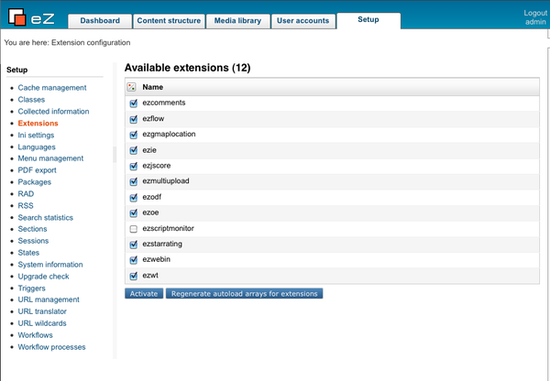 eZ
Dashboard
Content structure
Media library
User accounts
Setup
Logout
admin
You are here: Extension configuration
Setup
Cache management
Classes
Collected information
Extensions
Ini settings
Languages
Menu management
PDF export
Packages
RAD
RSS
Search statistics
Sections
Sessions
States
System information
Upgrade check
Triggers
URL management
URL translator
URL wildcards
Workflows
Workflow processes
Available extensions (12)
Name
ezcomments
ezflow
ezgmaplocation
ezie
ezjscore
ezmultiupload
ezodf
ezoe
ezscriptmonitor
ezstarrating
ezwebin
ezwt
Activate
Regenerate autoload arrays for extensions